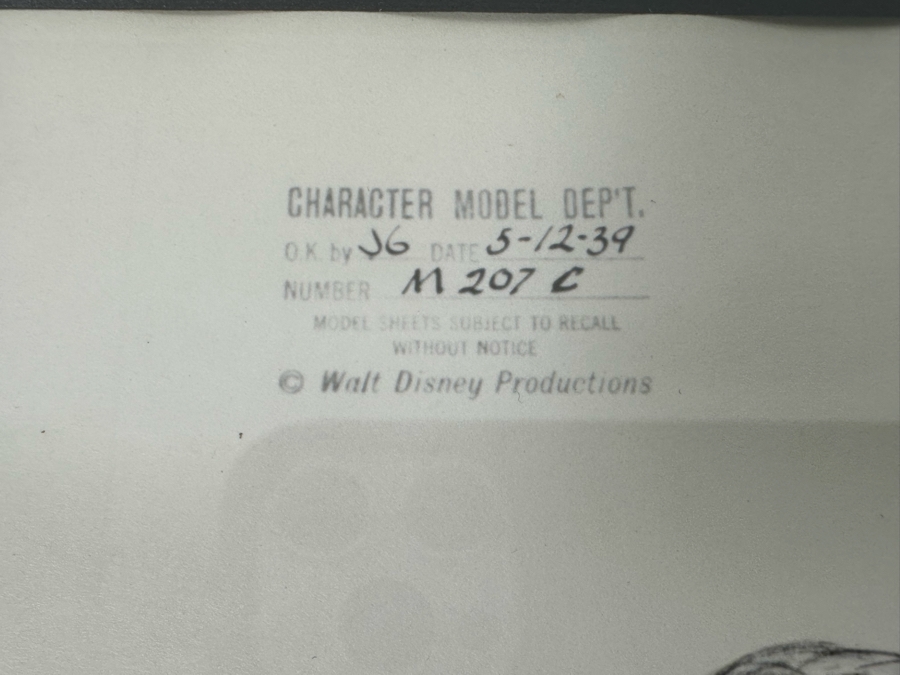 CHARACTER MODEL DEP'T.
O.K. by JG DATE 5-12-39
NUMBER M 207 C
MODEL SHEETS SUBJECT TO RECALL
WITHOUT NOTICE
© Walt Disney Productions